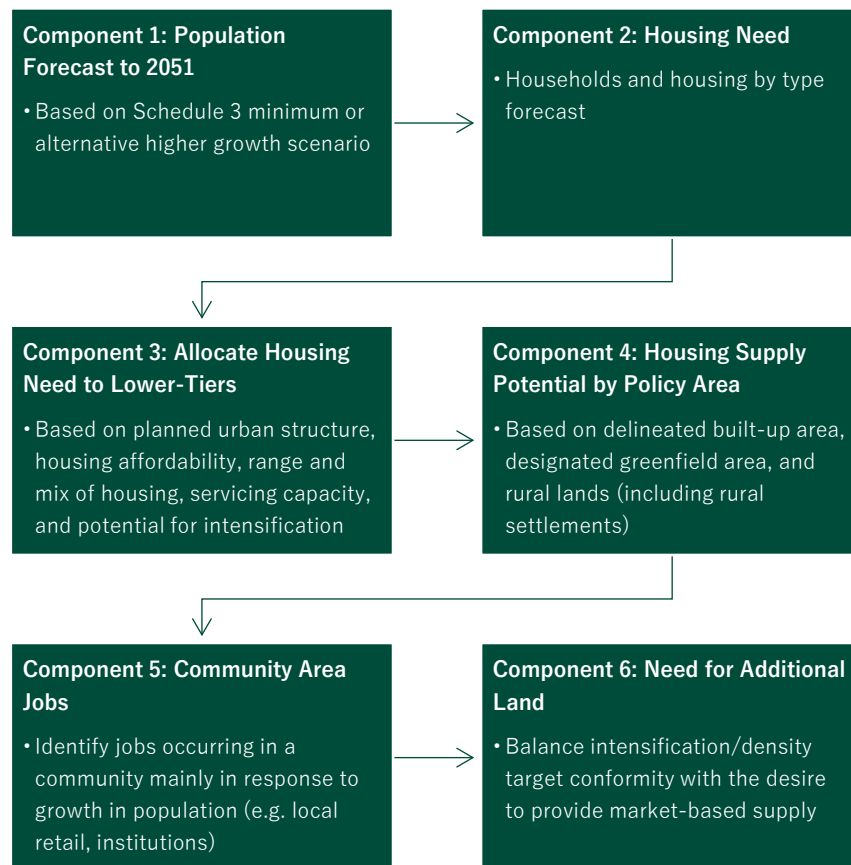 Component 1: Population
Forecast to 2051
• Based on Schedule 3 minimum or
alternative higher growth scenario
Component 2: Housing Need
• Households and housing by type
forecast
Component 3: Allocate Housing
Need to Lower-Tiers
• Based on planned urban structure,
housing affordability, range and
mix of housing, servicing capacity,
and potential for intensification
Component 4: Housing Supply
Potential by Policy Area
• Based on delineated built-up area,
designated greenfield area, and
rural lands (including rural
settlements)
Component 5: Community Area
Jobs
• Identify jobs occurring in a
community mainly in response to
growth in population (e.g. local
retail, institutions)
Component 6: Need for Additional
Land
• Balance intensification/density
target conformity with the desire
to provide market-based supply